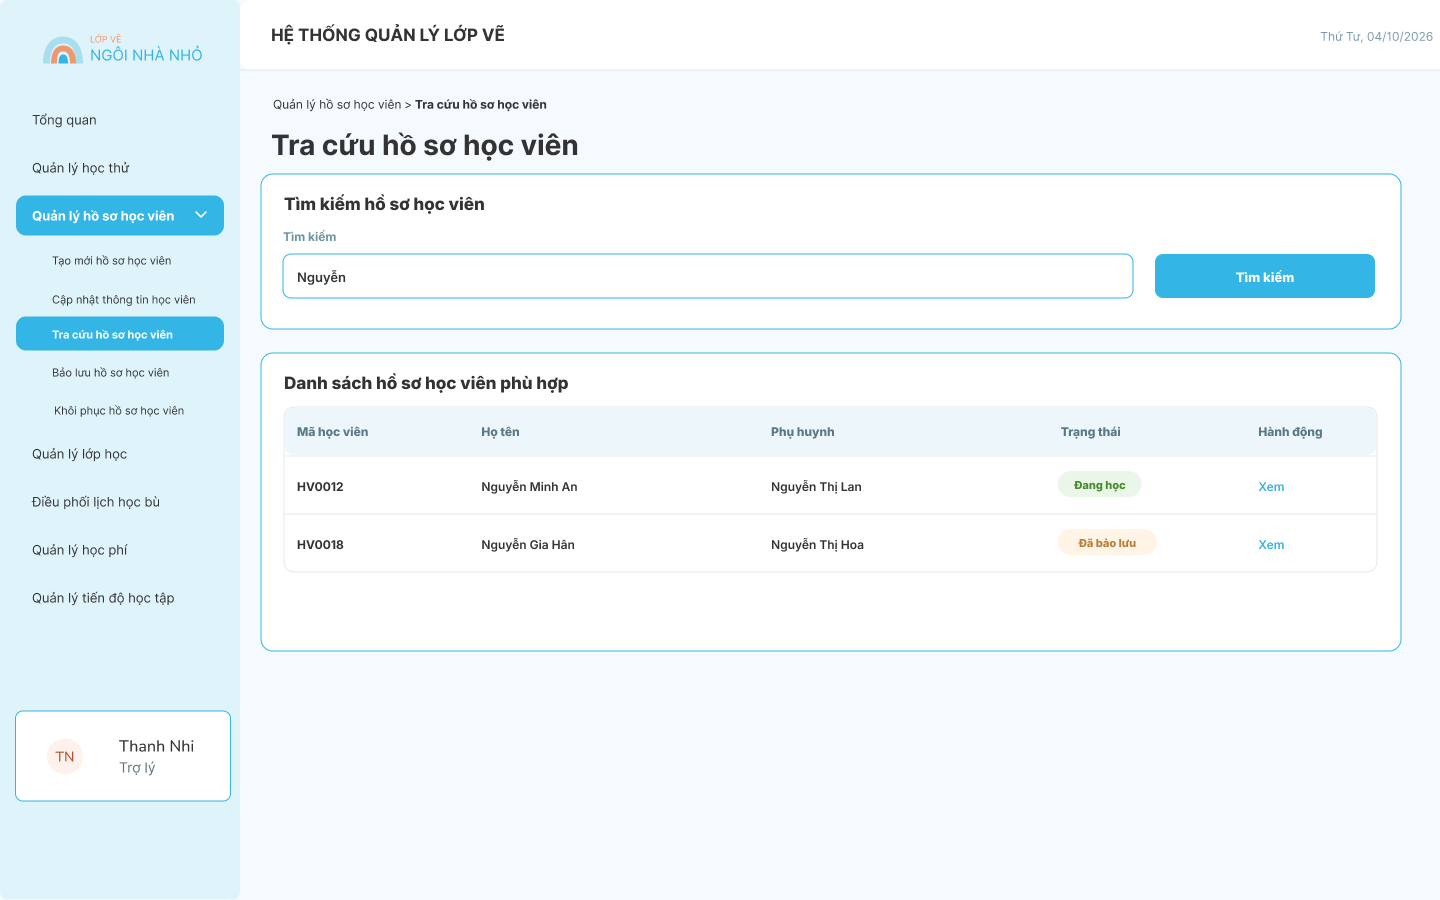 LỚP VẼ
NGÔI NHÀ NHỎ
HỆ THỐNG QUẢN LÝ LỚP VẼ
Thứ Tư, 04/10/2026
Tổng quan
Quản lý học thử
Quản lý hồ sơ học viên
Tạo mới hồ sơ học viên
Cập nhật thông tin học viên
Tra cứu hồ sơ học viên
Bảo lưu hồ sơ học viên
Khôi phục hồ sơ học viên
Quản lý lớp học
Điều phối lịch học bù
Quản lý học phí
Quản lý tiến độ học tập
TN
Thanh Nhi
Trợ lý
Quản lý hồ sơ học viên > Tra cứu hồ sơ học viên
Tra cứu hồ sơ học viên
Tìm kiếm hồ sơ học viên
Tìm kiếm
Nguyễn
Tìm kiếm
Danh sách hồ sơ học viên phù hợp
Mã học viên Họ tên Phụ huynh Trạng thái Hành động
HV0012 Nguyễn Minh An Nguyễn Thị Lan Đang học Xem
HV0018 Nguyễn Gia Hân Nguyễn Thị Hoa Đã bảo lưu Xem